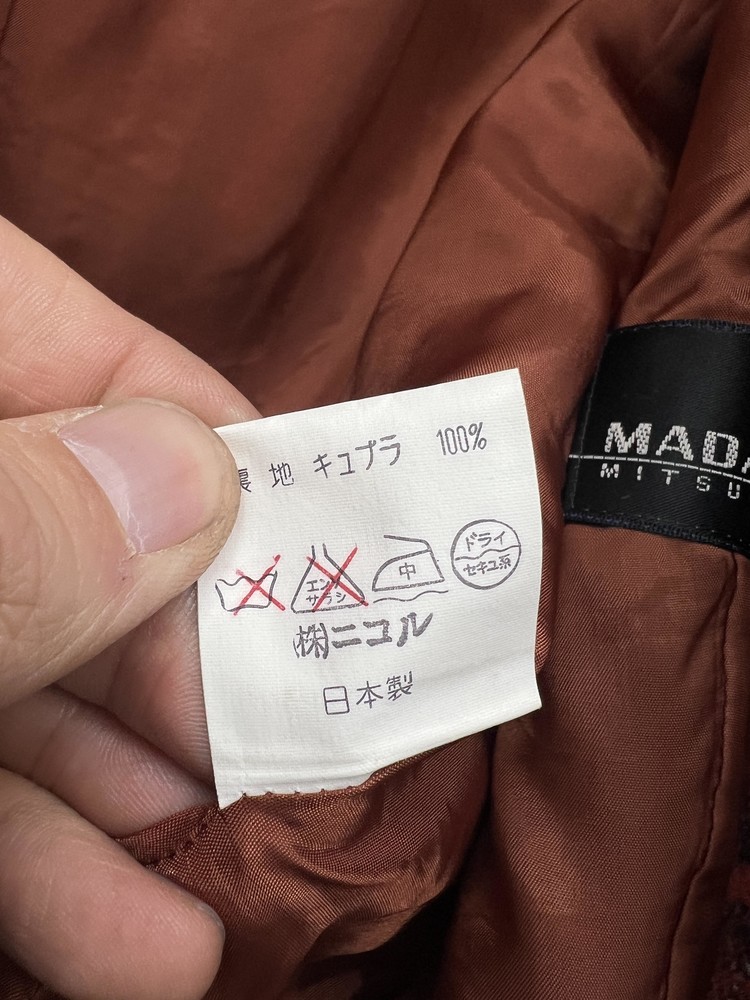 裏地 キュプラ 100%
エンソ
サラシ
中
ドライ
セキユ系
(株)ニコル
日本製
MADA
MITSU